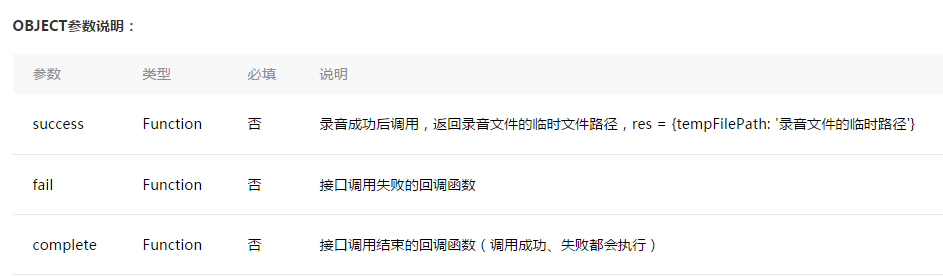 OBJECT参数说明：
参数 类型 必填 说明
success Function 否 录音成功后调用，返回录音文件的临时文件路径，res = {tempFilePath: '录音文件的临时路径'}
fail Function 否 接口调用失败的回调函数
complete Function 否 接口调用结束的回调函数（调用成功、失败都会执行）